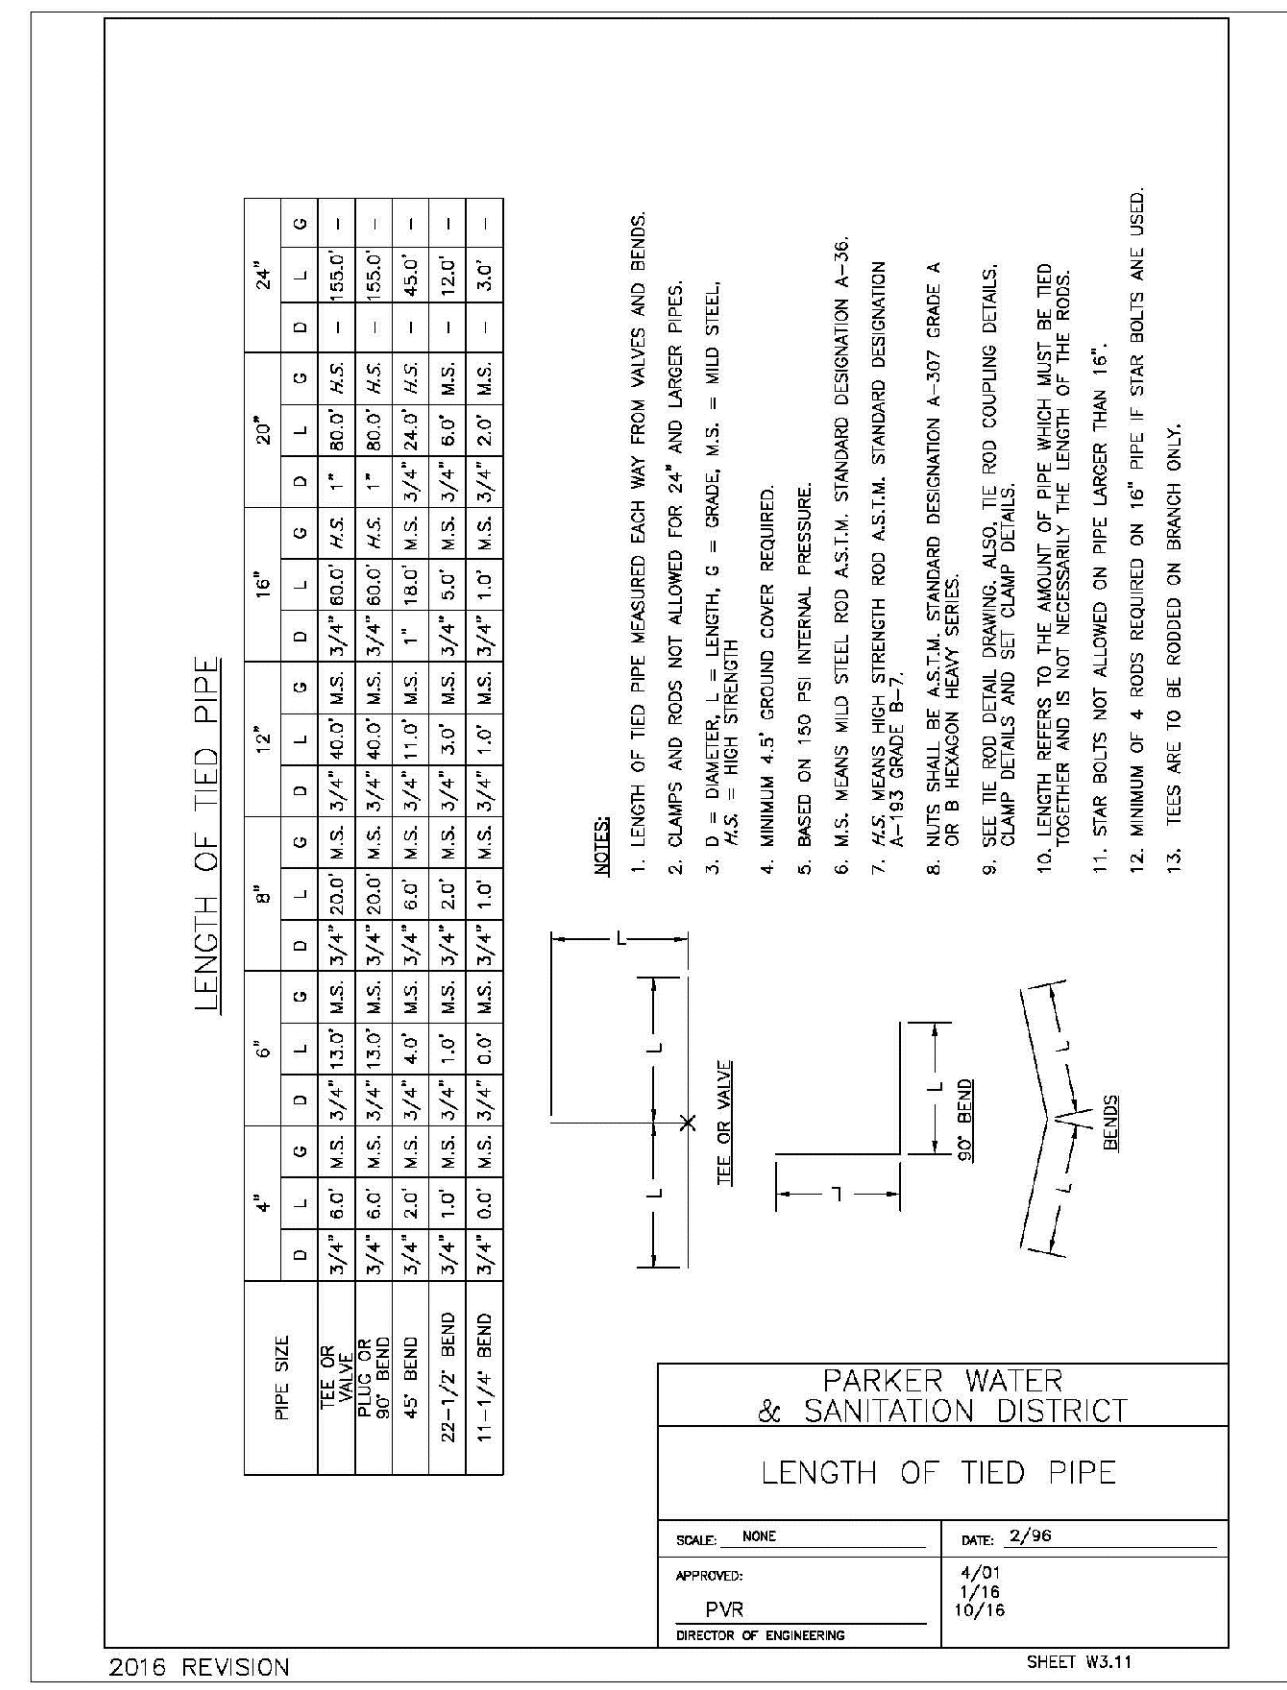 LENGTH OF TIED PIPE
PIPE SIZE 4" 6" 8" 12" 16" 20" 24"
D L G D L G D L G D L G D L G D L G D L G
TEE OR
VALVE 3/4" 6.0' M.S. 3/4" 13.0' M.S. 3/4" 20.0' M.S. 3/4" 40.0' M.S. 3/4" 60.0' H.S. 1" 80.0' H.S. – 155.0' –
PLUG OR
90° BEND 3/4" 6.0' M.S. 3/4" 13.0' M.S. 3/4" 20.0' M.S. 3/4" 40.0' M.S. 3/4" 60.0' H.S. 1" 80.0' H.S. – 155.0' –
45° BEND 3/4" 2.0' M.S. 3/4" 4.0' M.S. 3/4" 6.0' M.S. 3/4" 11.0' M.S. 1" 18.0' M.S. 3/4" 24.0' H.S. – 45.0' –
22-1/2° BEND 3/4" 1.0' M.S. 3/4" 1.0' M.S. 3/4" 2.0' M.S. 3/4" 3.0' M.S. 3/4" 5.0' M.S. 3/4" 6.0' M.S. – 12.0' –
11-1/4° BEND 3/4" 0.0' M.S. 3/4" 0.0' M.S. 3/4" 1.0' M.S. 3/4" 1.0' M.S. 3/4" 1.0' M.S. 3/4" 2.0' M.S. – 3.0' –
L
L
L
TEE OR VALVE
L
L
90° BEND
L
L
BENDS
NOTES:
1. LENGTH OF TIED PIPE MEASURED EACH WAY FROM VALVES AND BENDS.
2. CLAMPS AND RODS NOT ALLOWED FOR 24" AND LARGER PIPES.
3. D = DIAMETER, L = LENGTH, G = GRADE, M.S. = MILD STEEL,
H.S. = HIGH STRENGTH
4. MINIMUM 4.5' GROUND COVER REQUIRED.
5. BASED ON 150 PSI INTERNAL PRESSURE.
6. M.S. MEANS MILD STEEL ROD A.S.T.M. STANDARD DESIGNATION A-36.
7. H.S. MEANS HIGH STRENGTH ROD A.S.T.M. STANDARD DESIGNATION
A-193 GRADE B-7.
8. NUTS SHALL BE A.S.T.M. STANDARD DESIGNATION A-307 GRADE A
OR B HEXAGON HEAVY SERIES.
9. SEE TIE ROD DETAIL DRAWING. ALSO, TIE ROD COUPLING DETAILS,
CLAMP DETAILS AND SET CLAMP DETAILS.
10. LENGTH REFERS TO THE AMOUNT OF PIPE WHICH MUST BE TIED
TOGETHER AND IS NOT NECESSARILY THE LENGTH OF THE RODS.
11. STAR BOLTS NOT ALLOWED ON PIPE LARGER THAN 16".
12. MINIMUM OF 4 RODS REQUIRED ON 16" PIPE IF STAR BOLTS ANE USED.
13. TEES ARE TO BE RODDED ON BRANCH ONLY.
PARKER WATER
& SANITATION DISTRICT
LENGTH OF TIED PIPE
SCALE: NONE
DATE: 2/96
APPROVED:
PVR
DIRECTOR OF ENGINEERING
4/01
1/16
10/16
2016 REVISION
SHEET W3.11